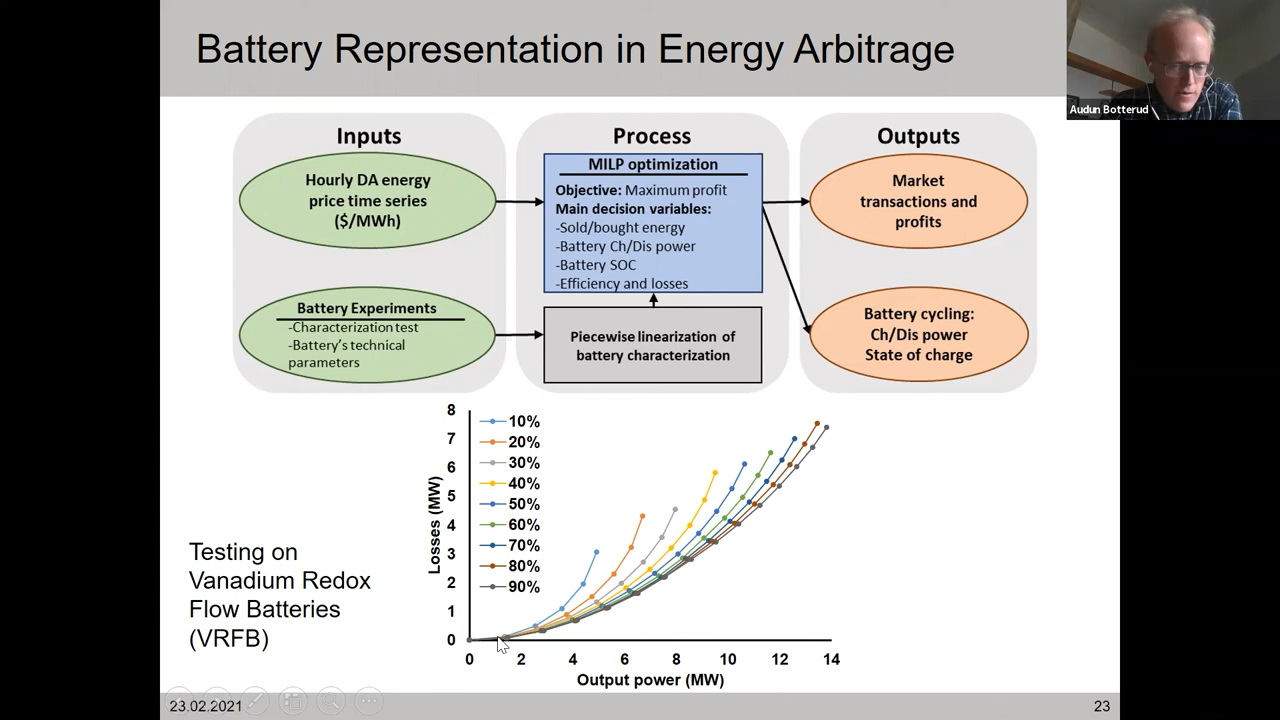 Battery Representation in Energy Arbitrage
Audun Botterud
Inputs
Process
Outputs
Hourly DA energy
price time series
($/MWh)
MILP optimization
Objective: Maximum profit
Main decision variables:
-Sold/bought energy
-Battery Ch/Dis power
-Battery SOC
-Efficiency and losses
Market
transactions and
profits
Battery Experiments
-Characterization test
-Battery's technical
parameters
Piecewise linearization of
battery characterization
Battery cycling:
Ch/Dis power
State of charge
8
7
6
5
4
3
2
1
0
Losses (MW)
10%
20%
30%
40%
50%
60%
70%
80%
90%
0 2 4 6 8 10 12 14
Output power (MW)
Testing on
Vanadium Redox
Flow Batteries
(VRFB)
23.02.2021
23